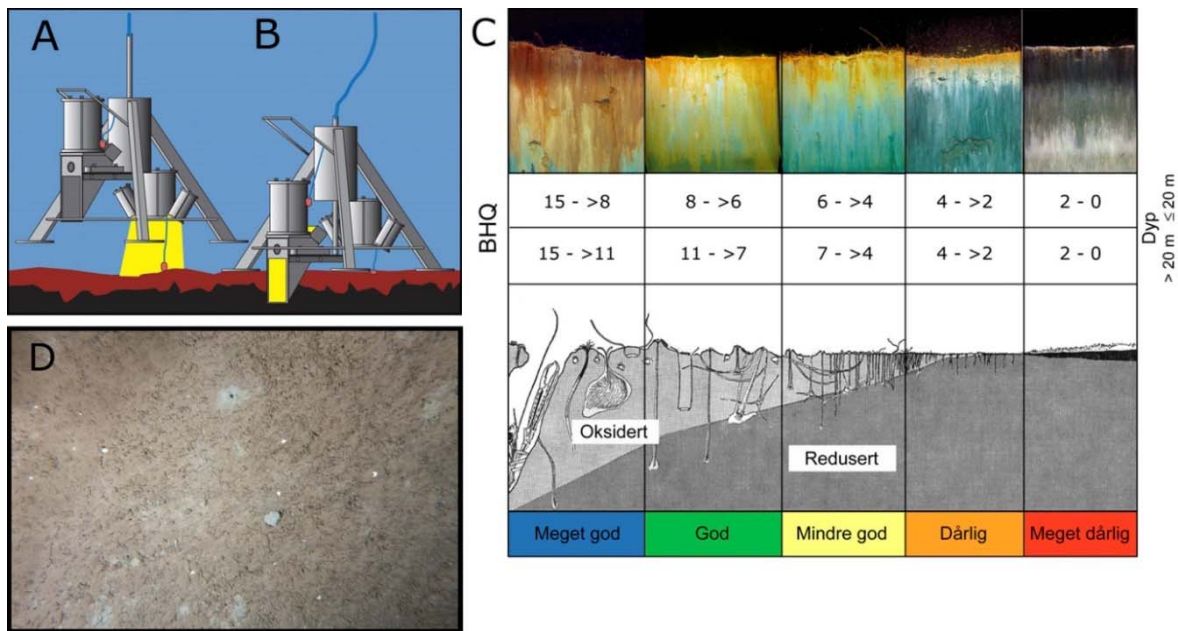 A
B
C
BHQ
15 - >8
8 - >6
6 - >4
4 - >2
2 - 0
15 - >11
11 - >7
7 - >4
4 - >2
2 - 0
Dyp
> 20 m ≤ 20 m
D
Oksidert
Redusert
Meget god
God
Mindre god
Dårlig
Meget dårlig